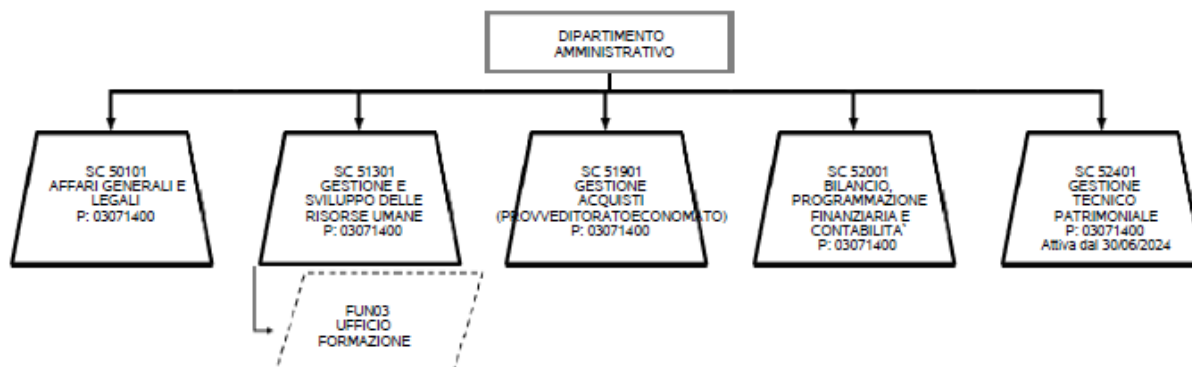 DIPARTIMENTO
AMMINISTRATIVO
SC 50101
AFFARI GENERALI E
LEGALI
P: 03071400
SC 51301
GESTIONE E
SVILUPPO DELLE
RISORSE UMANE
P: 03071400
SC 51901
GESTIONE
ACQUISTI
(PROVVEDITORATOECONOMATO)
P: 03071400
SC 52001
BILANCIO,
PROGRAMMAZIONE
FINANZIARIA E
CONTABILITA`
P: 03071400
SC 52401
GESTIONE
TECNICO
PATRIMONIALE
P: 03071400
Attiva dal 30/06/2024
FUN03
UFFICIO
FORMAZIONE